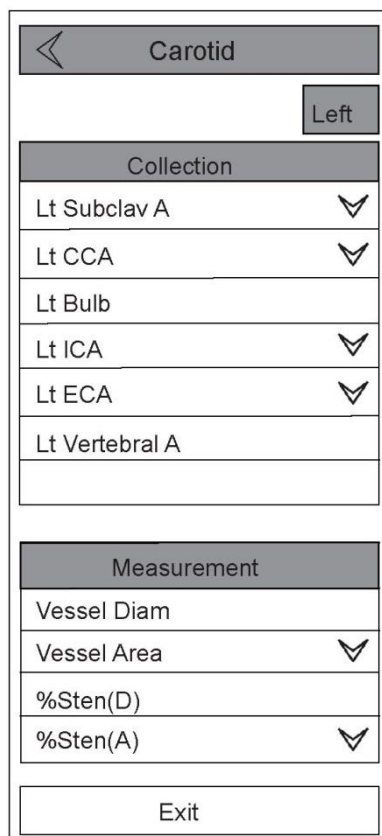 Carotid
Left
Collection
Lt Subclav A
Lt CCA
Lt Bulb
Lt ICA
Lt ECA
Lt Vertebral A
Measurement
Vessel Diam
Vessel Area
%Sten(D)
%Sten(A)
Exit